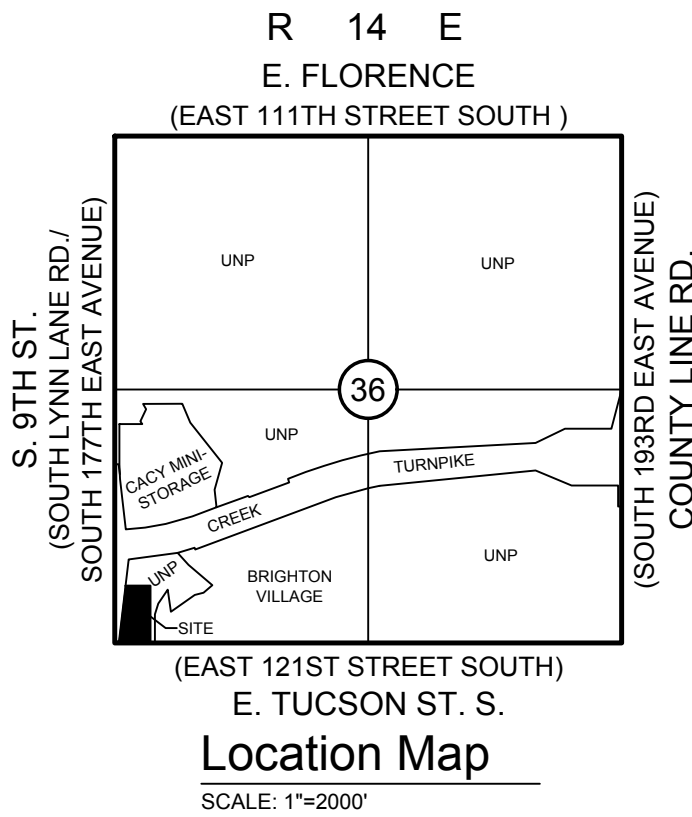 R 14 E
E. FLORENCE
(EAST 111TH STREET SOUTH )
S. 9TH ST.
(SOUTH LYNN LANE RD./
SOUTH 177TH EAST AVENUE)
UNP
UNP
(SOUTH 193RD EAST AVENUE)
COUNTY LINE RD.
36
UNP
CACY MINI-
STORAGE
TURNPIKE
CREEK
UNP
UNP
BRIGHTON
VILLAGE
SITE
(EAST 121ST STREET SOUTH)
E. TUCSON ST. S.
Location Map
SCALE: 1"=2000'